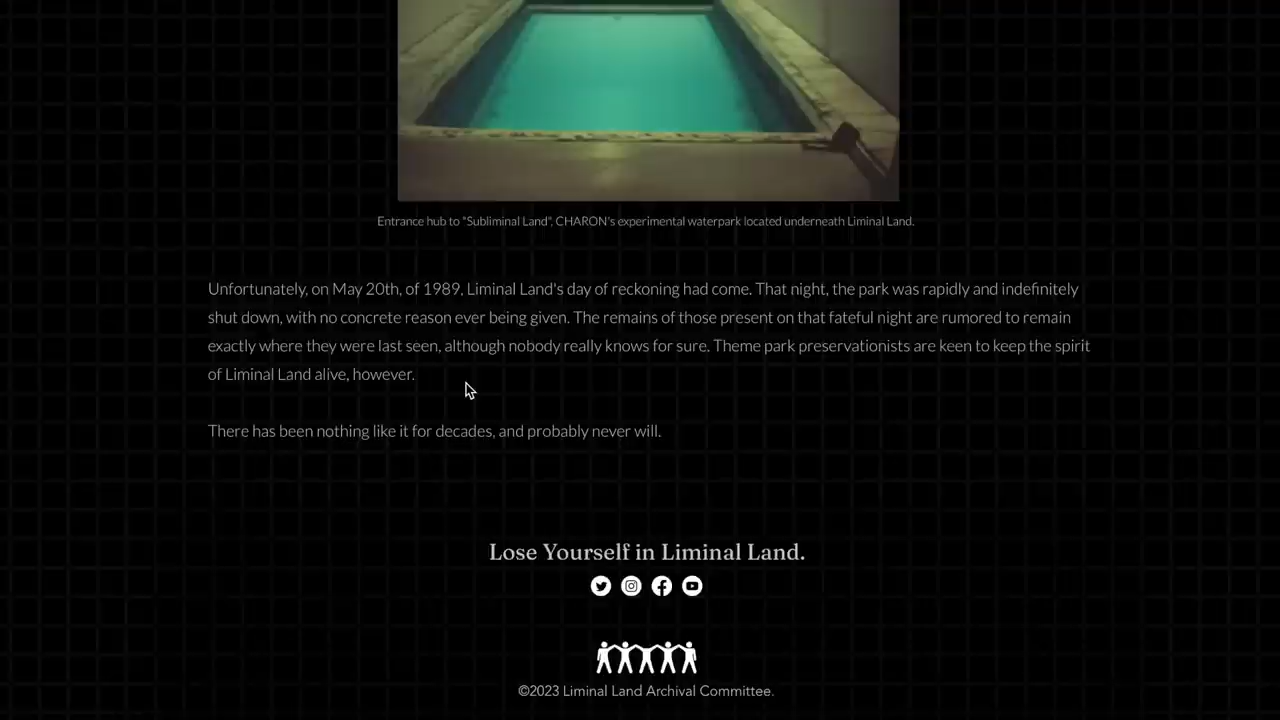 Entrance hub to "Subliminal Land", CHARON's experimental waterpark located underneath Liminal Land.
Unfortunately, on May 20th, of 1989, Liminal Land's day of reckoning had come. That night, the park was rapidly and indefinitely
shut down, with no concrete reason ever being given. The remains of those present on that fateful night are rumored to remain
exactly where they were last seen, although nobody really knows for sure. Theme park preservationists are keen to keep the spirit
of Liminal Land alive, however.
There has been nothing like it for decades, and probably never will.
Lose Yourself in Liminal Land.
©2023 Liminal Land Archival Committee.